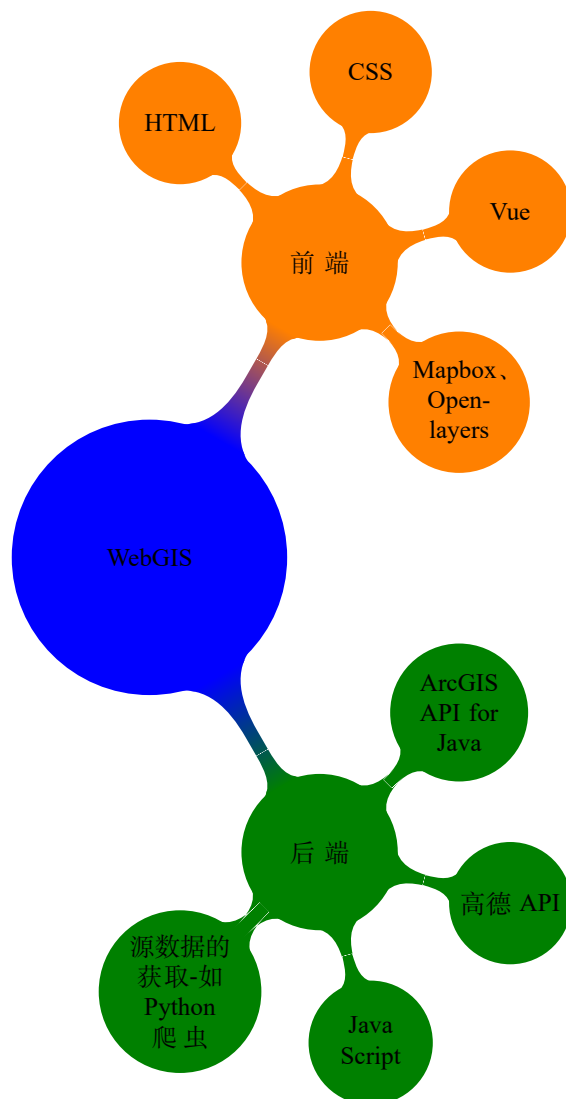 CSS
HTML
Vue
前 端
Mapbox、
Open-
layers
WebGIS
ArcGIS
API for
Java
后 端
高德 API
源数据的
获取-如
Python
爬 虫
Java
Script